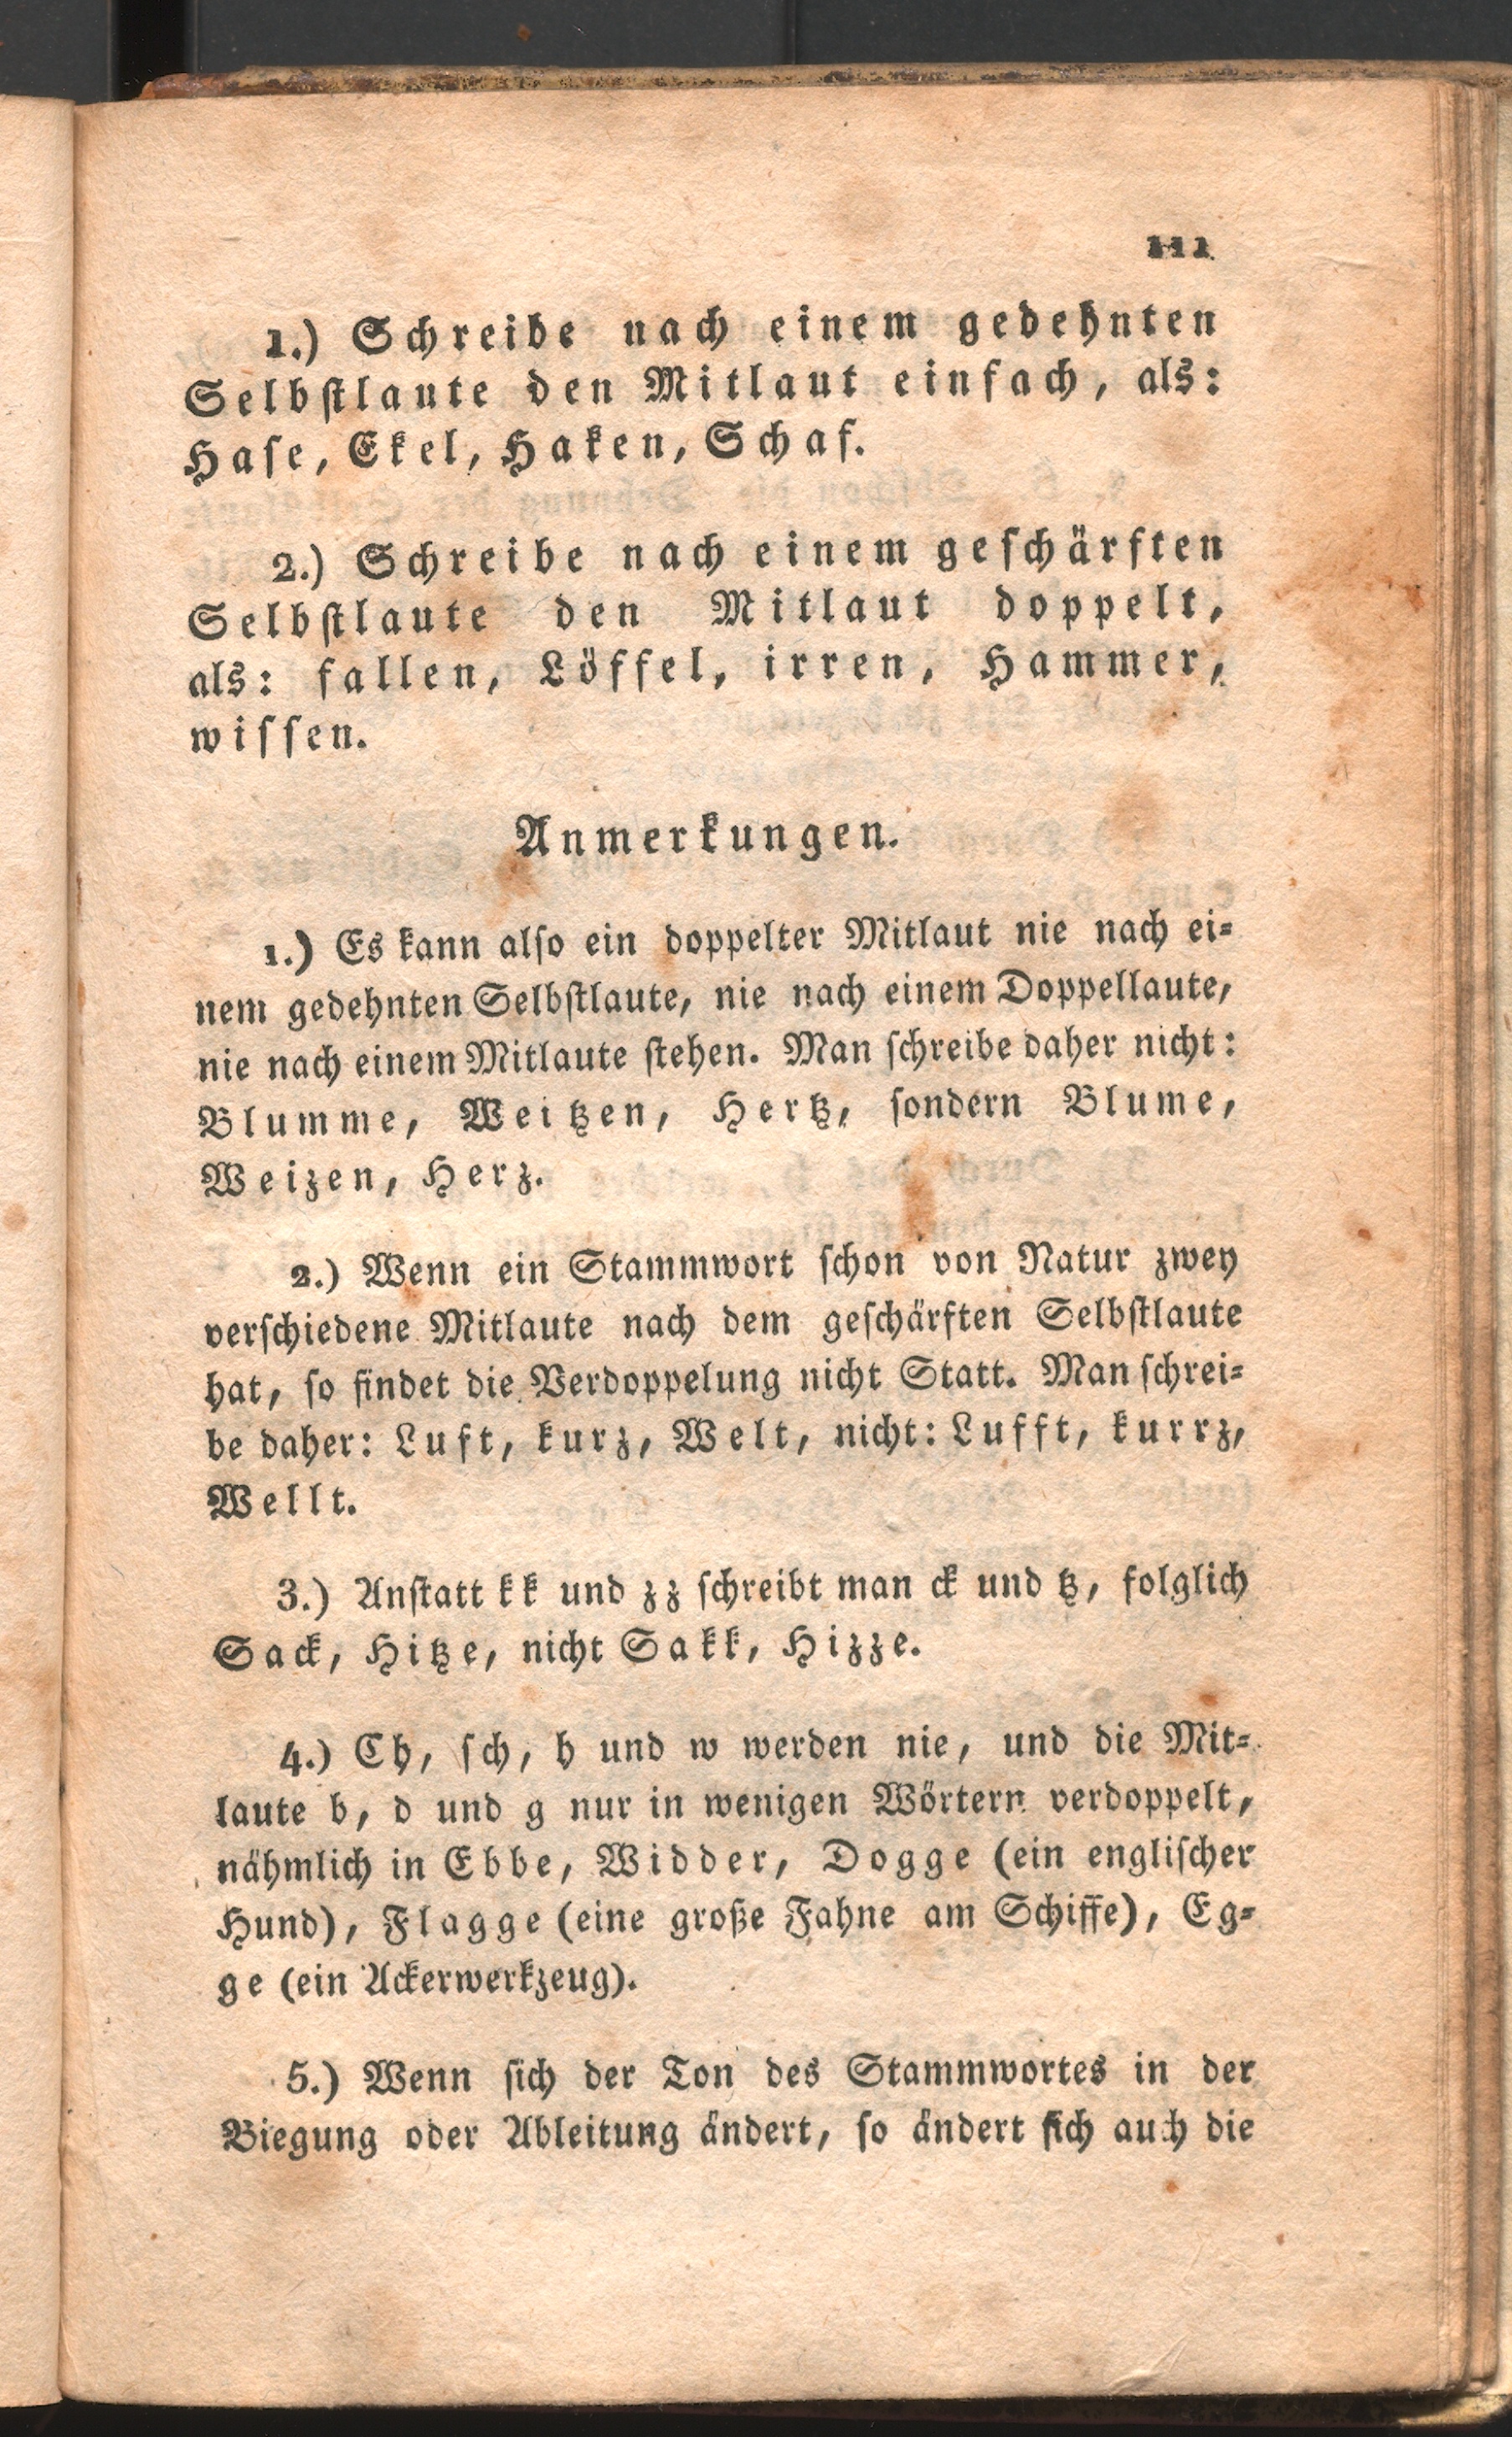 111
1.) Schreibe nach einem gedehnten
Selbstlaute den Mitlaut einfach, als:
Hase, Ekel, Haken, Schaf.
2.) Schreibe nach einem geschärften
Selbstlaute den Mitlaut doppelt,
als: fallen, Löffel, irren, Hammer,
wissen.
Anmerkungen.
1.) Es kann also ein doppelter Mitlaut nie nach ei-
nem gedehnten Selbstlaute, nie nach einem Doppellaute,
nie nach einem Mitlaute stehen. Man schreibe daher nicht:
Blumme, Weitzen, Hertz, sondern Blume,
Weizen, Herz.
2.) Wenn ein Stammwort schon von Natur zwey
verschiedene Mitlaute nach dem geschärften Selbstlaute
hat, so findet die Verdoppelung nicht Statt. Man schrei-
be daher: Luft, kurz, Welt, nicht: Lufft, kurrz,
Wellt.
3.) Anstatt kk und zz schreibt man ck und tz, folglich
Sack, Hitze, nicht Sakk, Hizze.
4.) Ch, sch, h und w werden nie, und die Mit-
laute b, d und g nur in wenigen Wörtern verdoppelt,
nähmlich in Ebbe, Widder, Dogge (ein englischer
Hund), Flagge (eine große Fahne am Schiffe), Eg-
ge (ein Ackerwerkzeug).
5.) Wenn sich der Ton des Stammwortes in der
Biegung oder Ableitung ändert, so ändert sich auch die